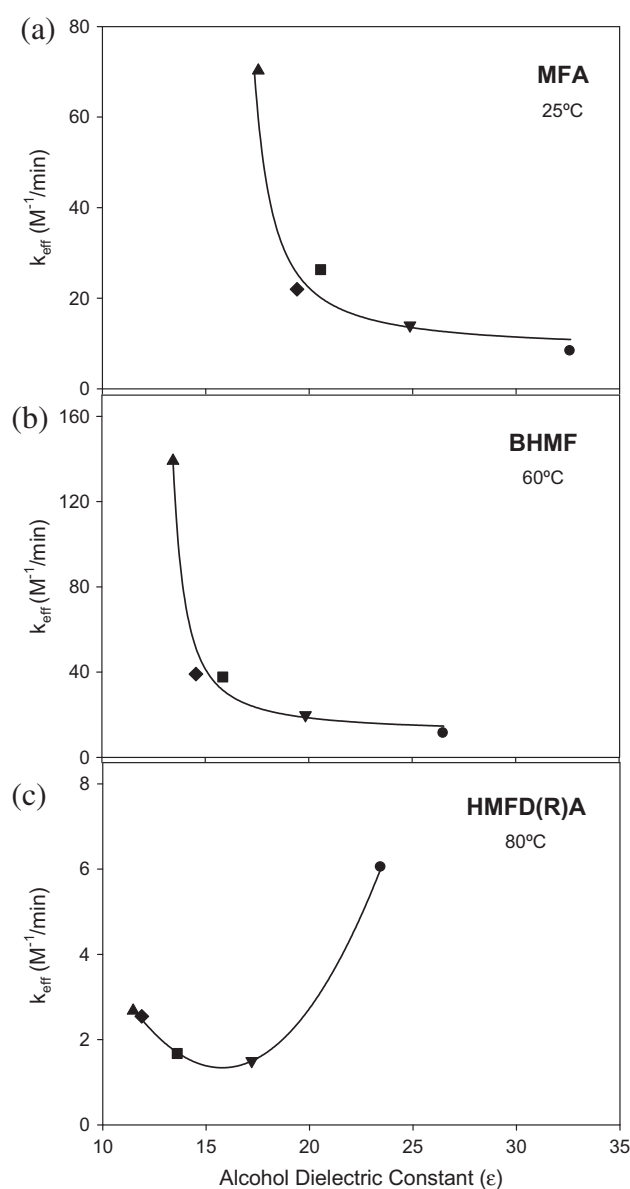 (a)
80
60
40
20
0
k_eff (M⁻¹/min)
MFA
25ºC
(b)
160
120
80
40
0
k_eff (M⁻¹/min)
BHMF
60ºC
(c)
8
6
4
2
0
k_eff (M⁻¹/min)
HMFD(R)A
80ºC
10 15 20 25 30 35
Alcohol Dielectric Constant (ε)